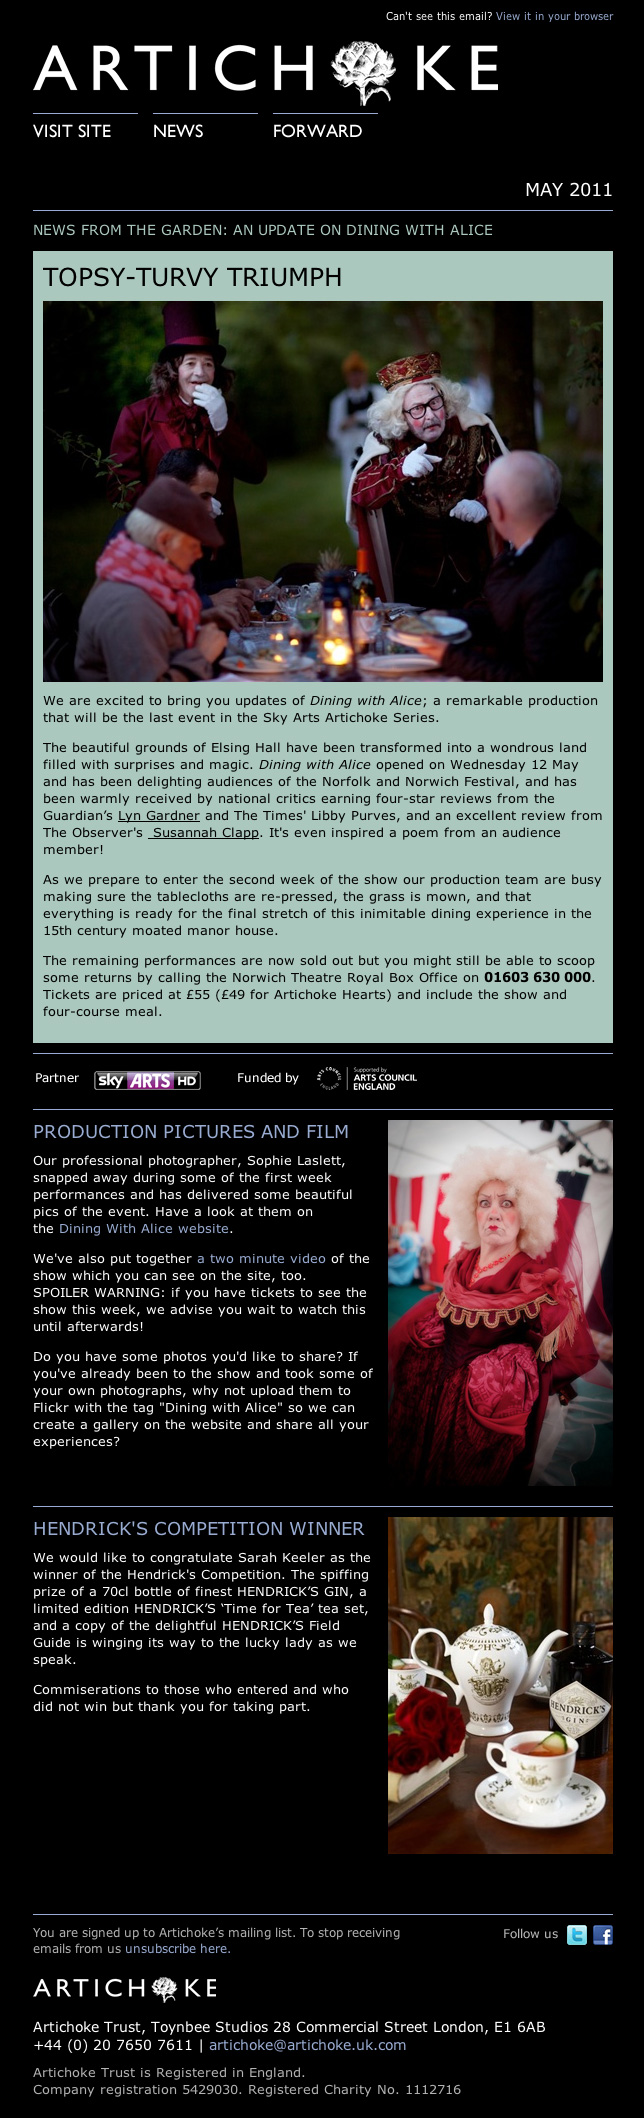 Can't see this email? View it in your browser
ARTICHOKE
VISIT SITE
NEWS
FORWARD
MAY 2011
NEWS FROM THE GARDEN: AN UPDATE ON DINING WITH ALICE
TOPSY-TURVY TRIUMPH
We are excited to bring you updates of Dining with Alice; a remarkable production
that will be the last event in the Sky Arts Artichoke Series.
The beautiful grounds of Elsing Hall have been transformed into a wondrous land
filled with surprises and magic. Dining with Alice opened on Wednesday 12 May
and has been delighting audiences of the Norfolk and Norwich Festival, and has
been warmly received by national critics earning four-star reviews from the
Guardian’s Lyn Gardner and The Times' Libby Purves, and an excellent review from
The Observer's  Susannah Clapp. It's even inspired a poem from an audience
member!
As we prepare to enter the second week of the show our production team are busy
making sure the tablecloths are re-pressed, the grass is mown, and that
everything is ready for the final stretch of this inimitable dining experience in the
15th century moated manor house.
The remaining performances are now sold out but you might still be able to scoop
some returns by calling the Norwich Theatre Royal Box Office on 01603 630 000.
Tickets are priced at £55 (£49 for Artichoke Hearts) and include the show and
four-course meal.
Partner
sky ARTS HD
Funded by
ARTS COUNCIL ENGLAND
Supported by
ARTS COUNCIL
ENGLAND
PRODUCTION PICTURES AND FILM
Our professional photographer, Sophie Laslett,
snapped away during some of the first week
performances and has delivered some beautiful
pics of the event. Have a look at them on
the Dining With Alice website.
We've also put together a two minute video of the
show which you can see on the site, too.
SPOILER WARNING: if you have tickets to see the
show this week, we advise you wait to watch this
until afterwards!
Do you have some photos you'd like to share? If
you've already been to the show and took some of
your own photographs, why not upload them to
Flickr with the tag "Dining with Alice" so we can
create a gallery on the website and share all your
experiences?
HENDRICK'S COMPETITION WINNER
We would like to congratulate Sarah Keeler as the
winner of the Hendrick's Competition. The spiffing
prize of a 70cl bottle of finest HENDRICK’S GIN, a
limited edition HENDRICK’S ‘Time for Tea’ tea set,
and a copy of the delightful HENDRICK’S Field
Guide is winging its way to the lucky lady as we
speak.
Commiserations to those who entered and who
did not win but thank you for taking part.
HENDRICK'S
GIN
You are signed up to Artichoke’s mailing list. To stop receiving
emails from us unsubscribe here.
Follow us
ARTICHOKE
Artichoke Trust, Toynbee Studios 28 Commercial Street London, E1 6AB
+44 (0) 20 7650 7611 | artichoke@artichoke.uk.com
Artichoke Trust is Registered in England.
Company registration 5429030. Registered Charity No. 1112716